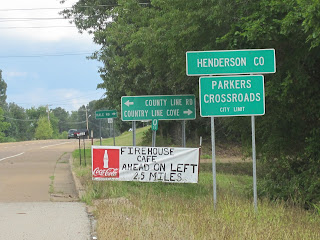 HENDERSON CO
PARKERS
CROSSROADS
CITY LIMIT
COUNTY LINE RD
COUNTRY LINE COVE
FIREHOUSE
CAFE
AHEAD ON LEFT
2.5 MILES
Coca-Cola